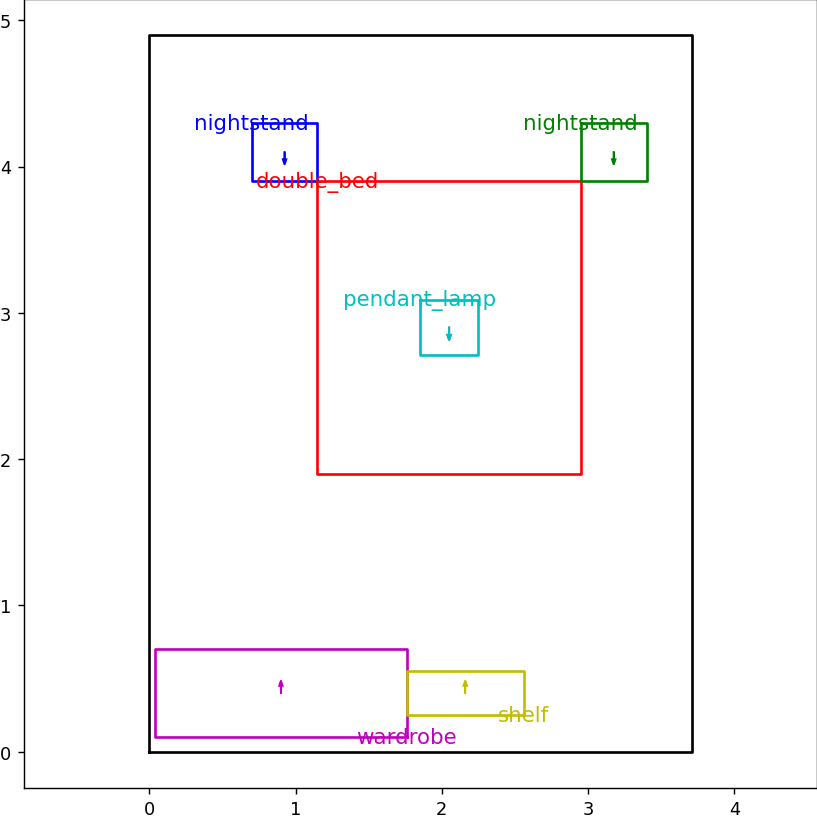 5
nightstand nightstand
4
double_bed
pendant_lamp
3
2
1
shelf
wardrobe
0
0 1 2 3 4